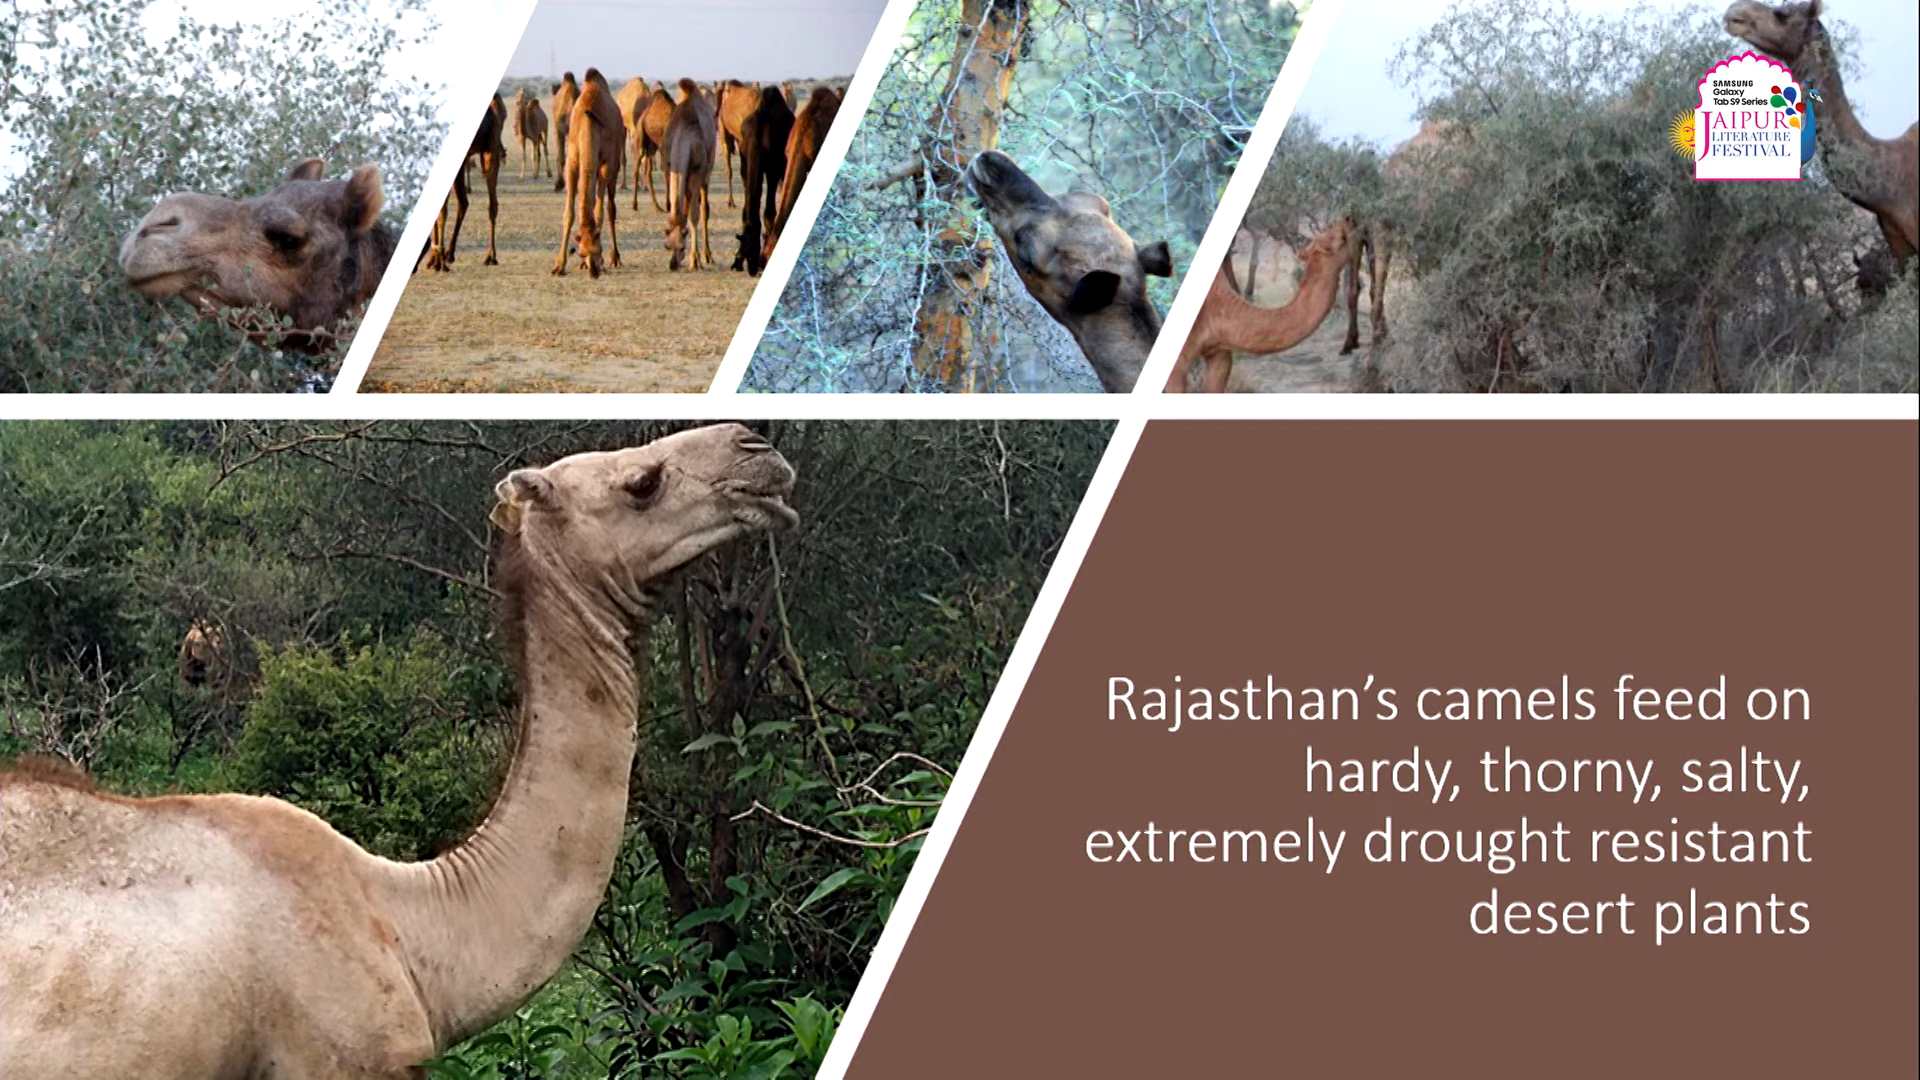 SAMSUNG
Galaxy
Tab S9 Series
JAIPUR
LITERATURE
FESTIVAL
Rajasthan’s camels feed on
hardy, thorny, salty,
extremely drought resistant
desert plants